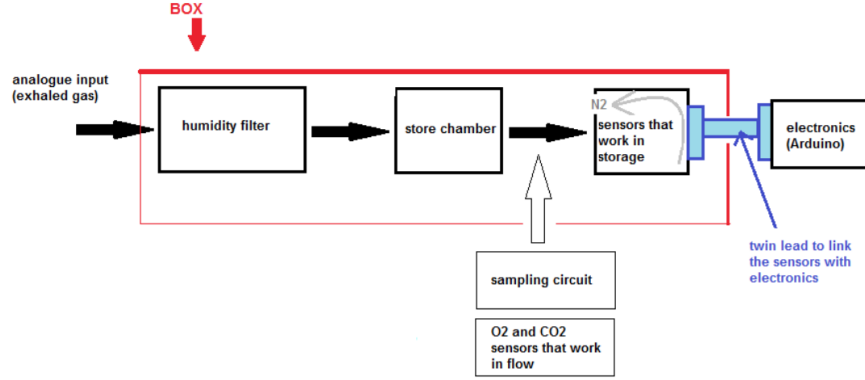 BOX
analogue input
(exhaled gas)
humidity filter
store chamber
N2
sensors that
work in
storage
electronics
(Arduino)
twin lead to link
the sensors with
electronics
sampling circuit
O2 and CO2
sensors that work
in flow